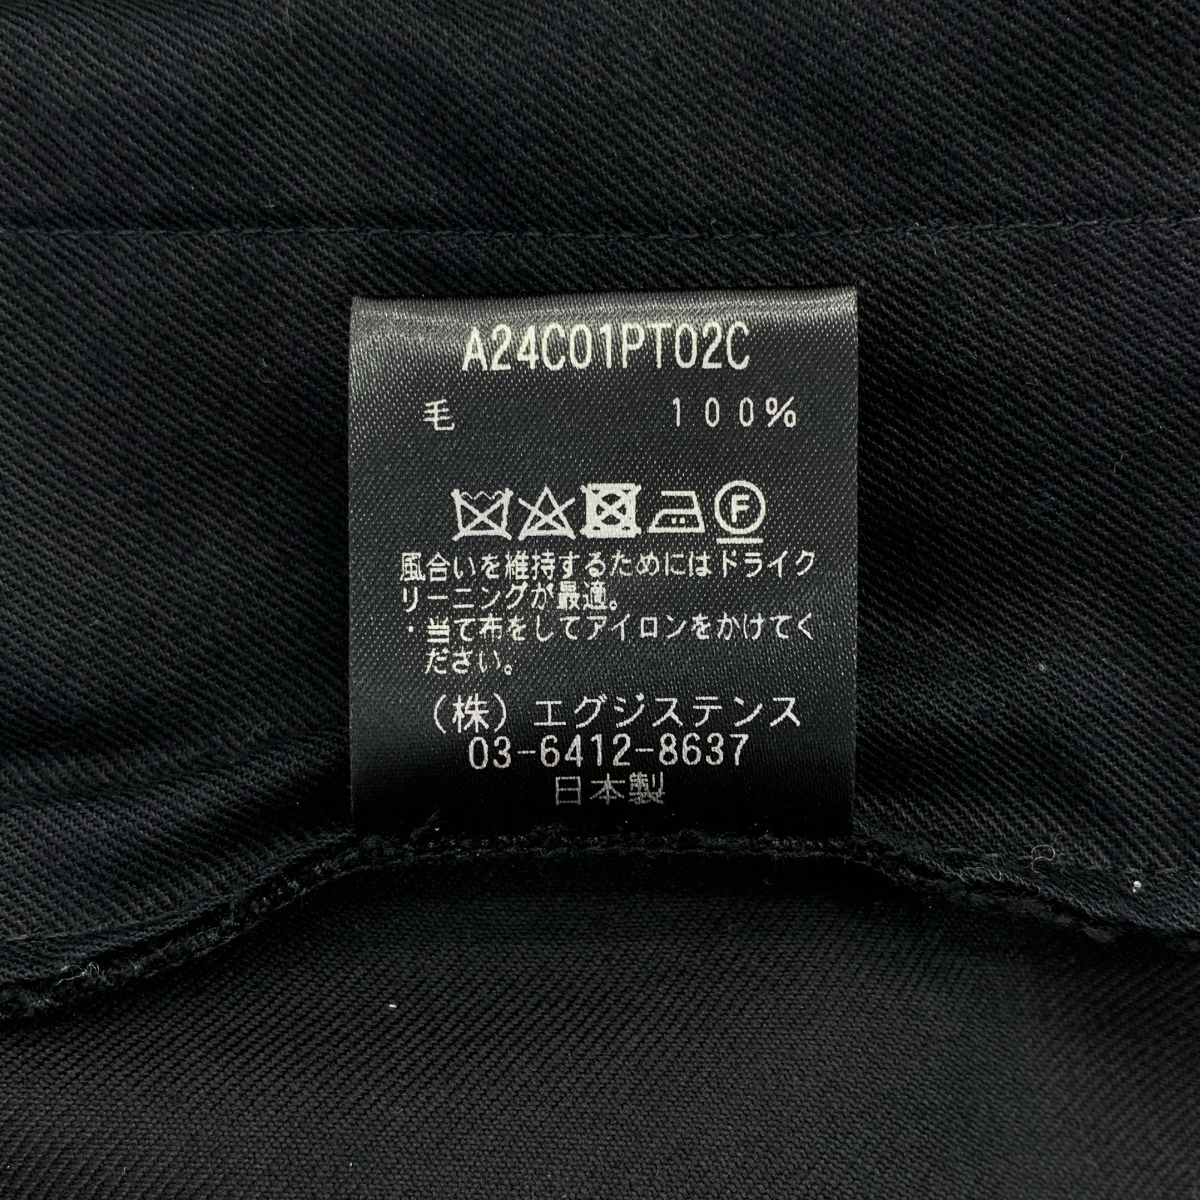 A24C01PT02C
毛 100%
F
風合いを維持するためにはドライク
リーニングが最適。
・当て布をしてアイロンをかけてく
ださい。
(株) エグジステンス
03-6412-8637
日本製